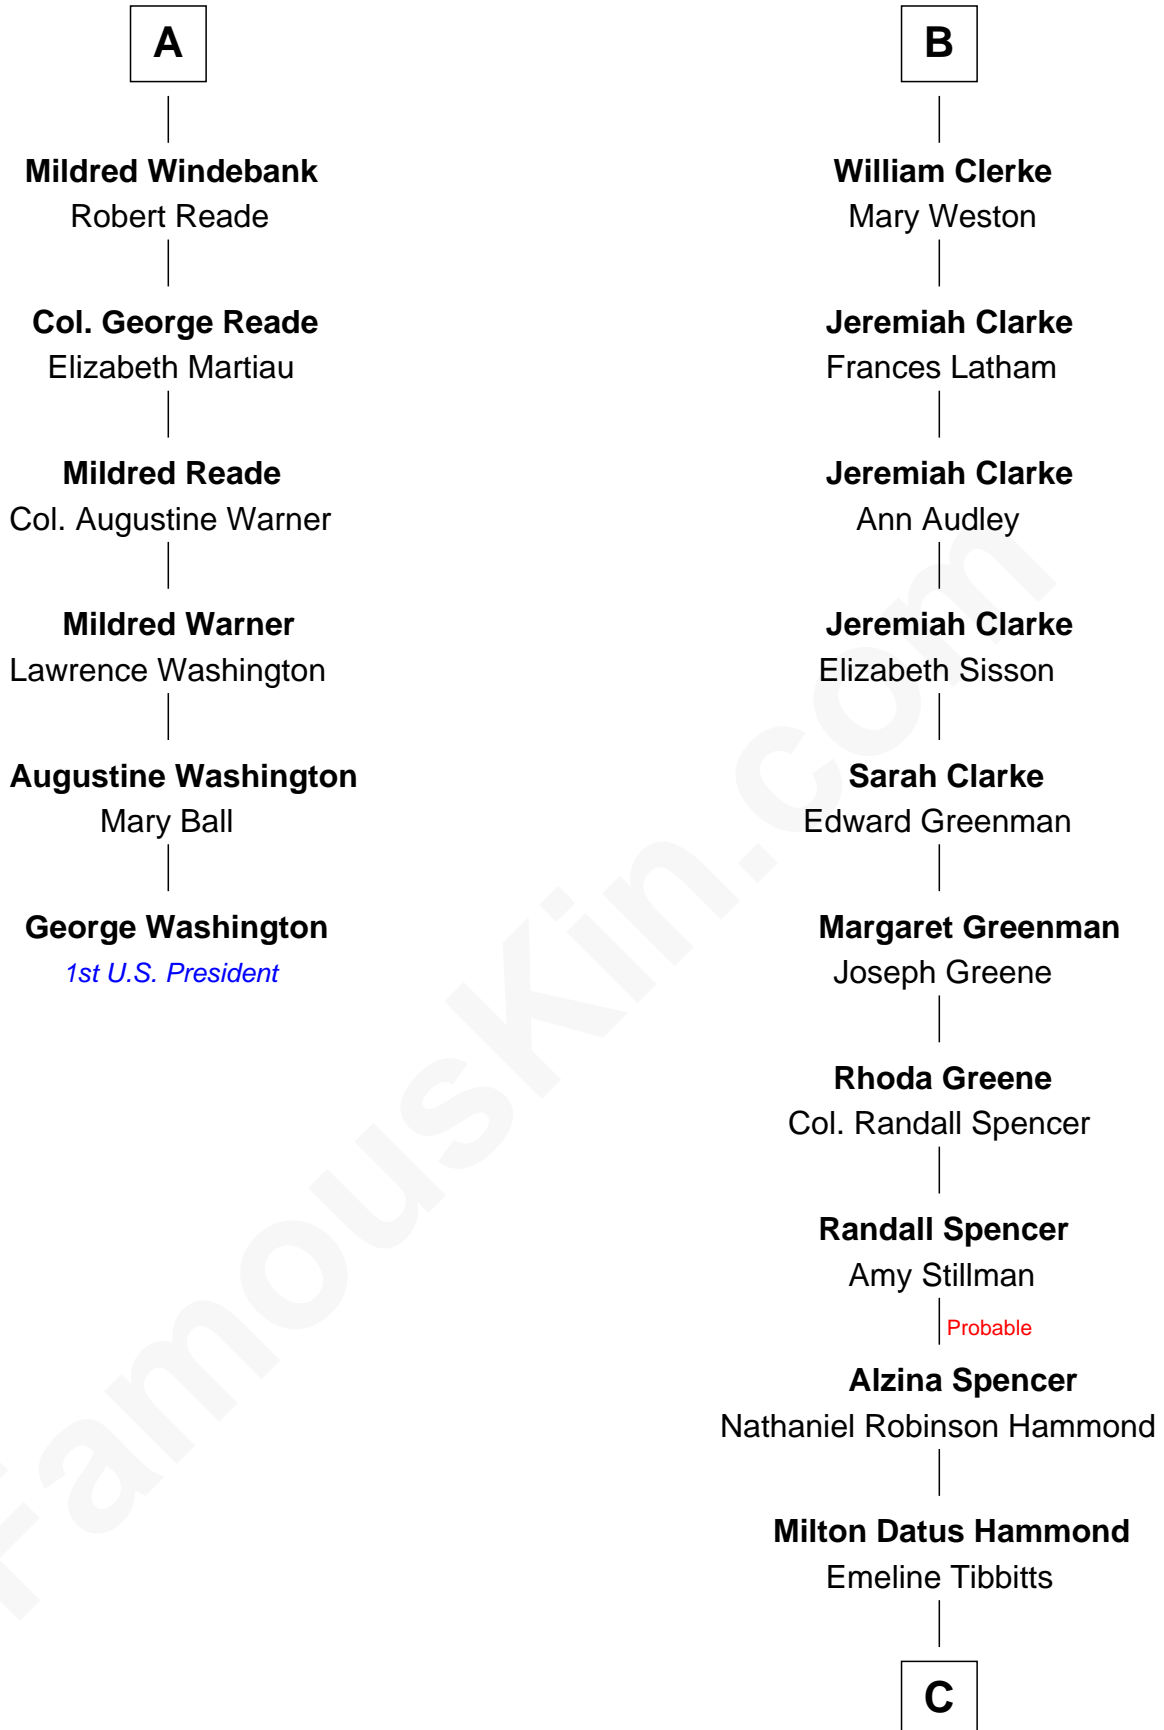 A
Mildred Windebank
Robert Reade
Col. George Reade
Elizabeth Martiau
Mildred Reade
Col. Augustine Warner
Mildred Warner
Lawrence Washington
Augustine Washington
Mary Ball
George Washington
1st U.S. President
B
William Clerke
Mary Weston
Jeremiah Clarke
Frances Latham
Jeremiah Clarke
Ann Audley
Jeremiah Clarke
Elizabeth Sisson
Sarah Clarke
Edward Greenman
Margaret Greenman
Joseph Greene
Rhoda Greene
Col. Randall Spencer
Randall Spencer
Amy Stillman
Probable
Alzina Spencer
Nathaniel Robinson Hammond
Milton Datus Hammond
Emeline Tibbitts
C
FamousKin.com